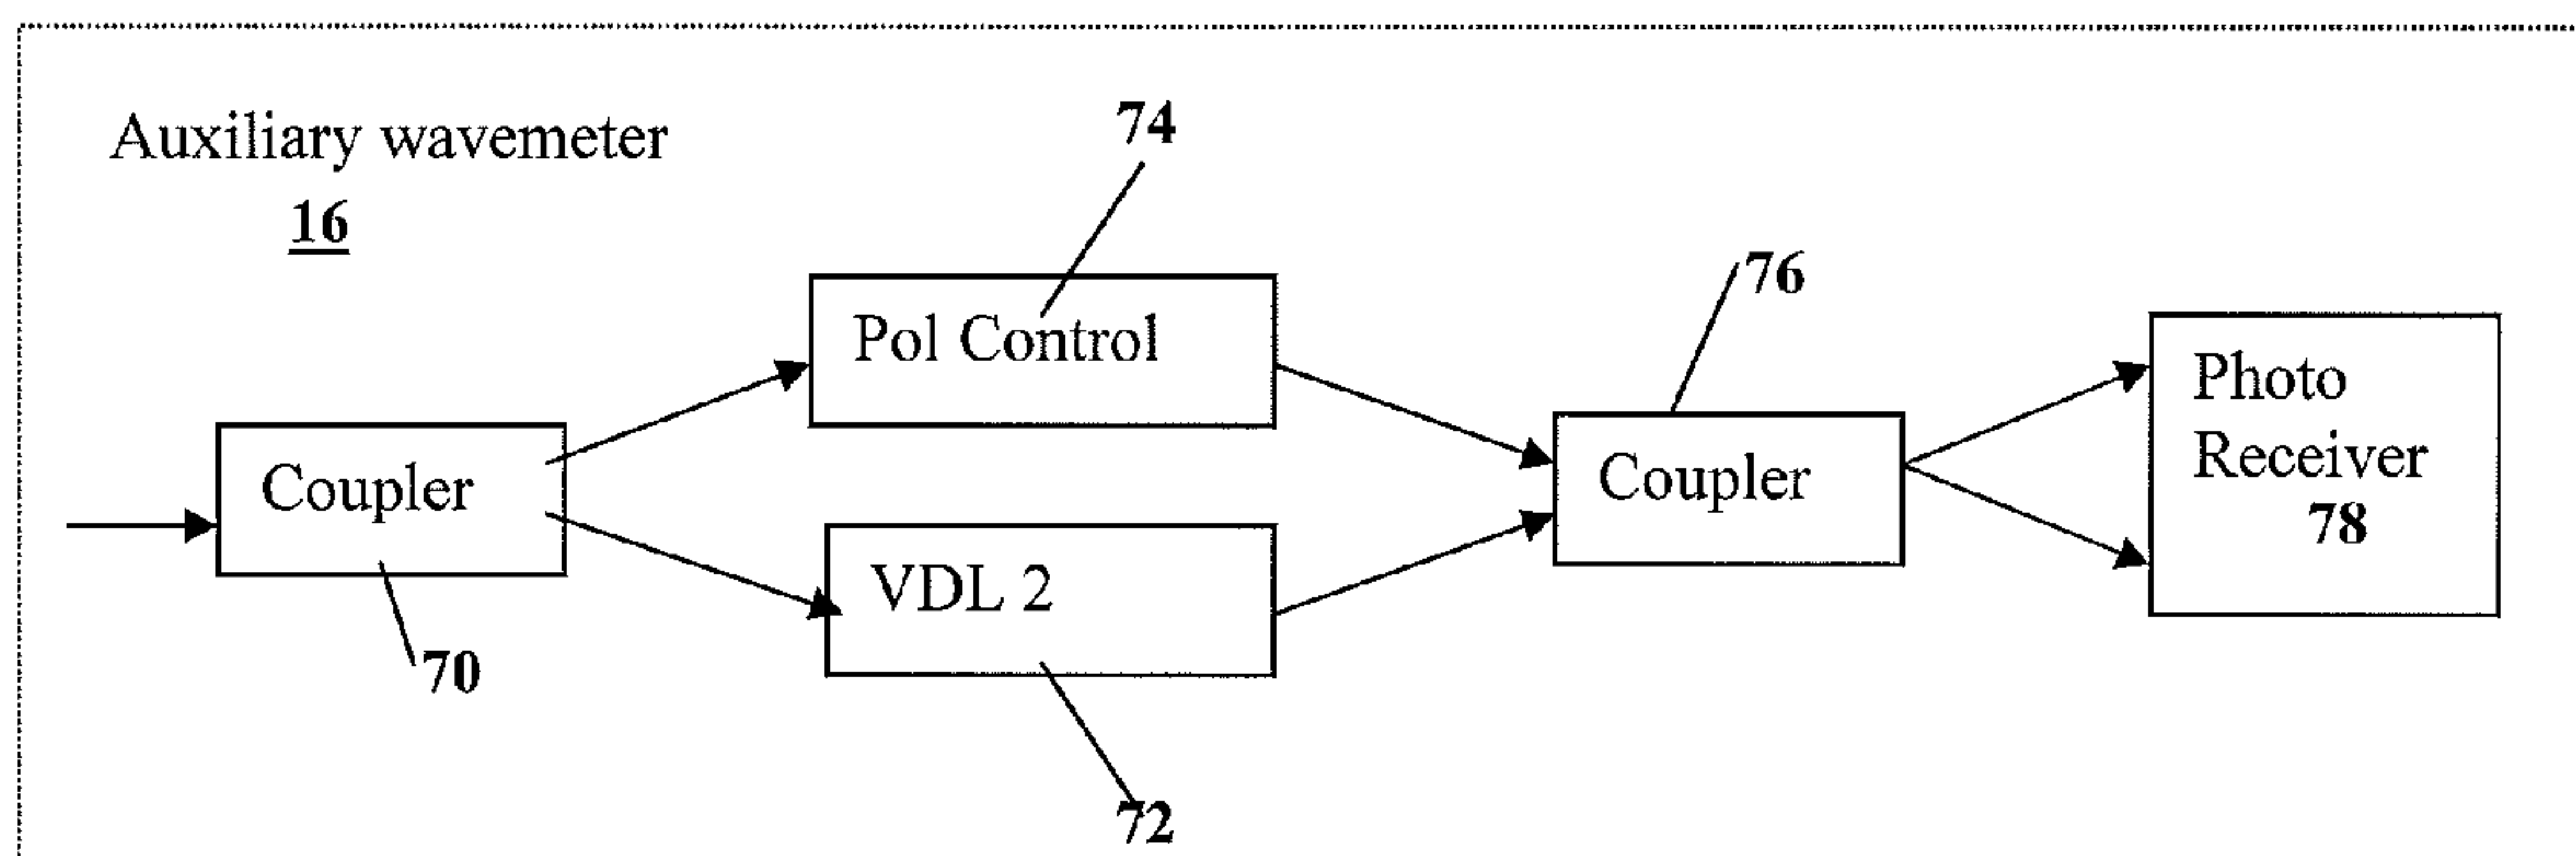 Auxiliary wavemeter
16
74
Pol Control
76
Photo
Receiver
78
Coupler
70
VDL 2
72
Coupler